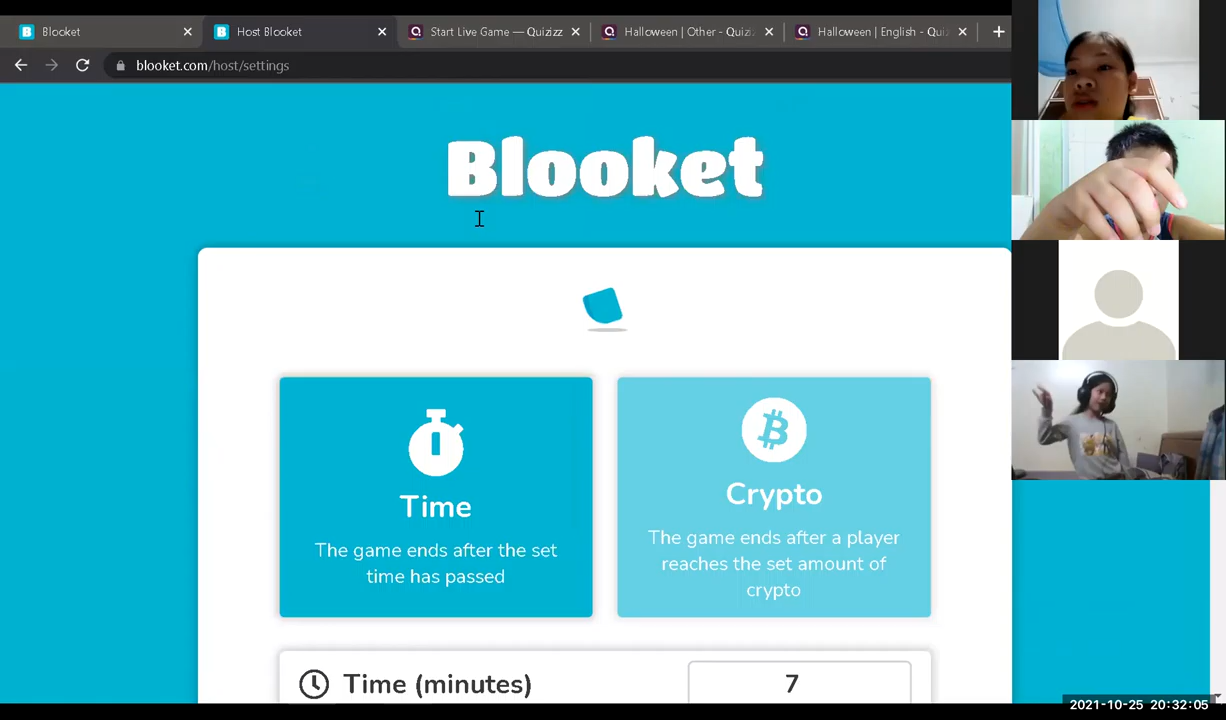 Blooket
Host Blooket
Start Live Game — Quizizz
Halloween | Other - Quizi
Halloween | English - Qui
blooket.com/host/settings
Blooket
Time
The game ends after the set
time has passed
Crypto
The game ends after a player
reaches the set amount of
crypto
Time (minutes)
7
2021-10-25 20:32:05